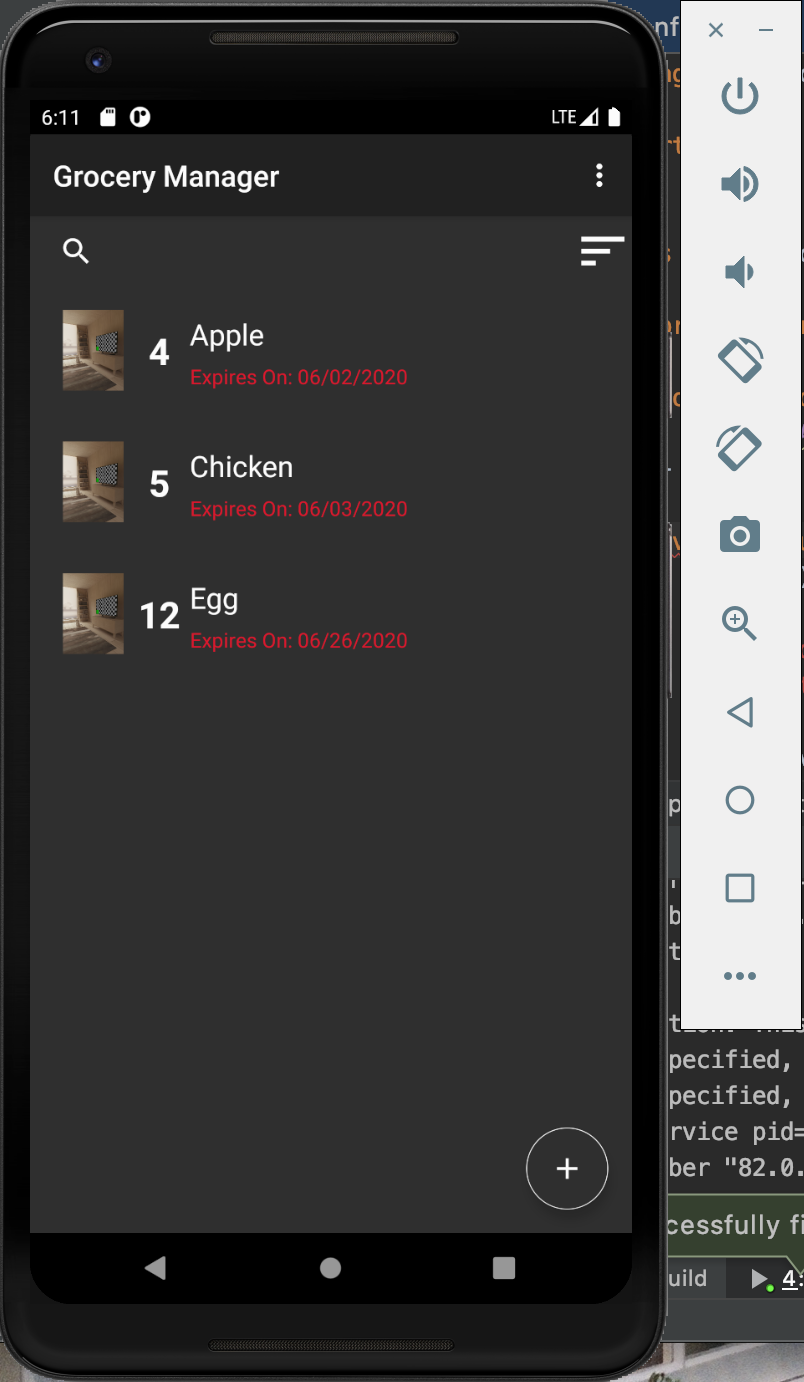 6:11 LTE
Grocery Manager
4 Apple
Expires On: 06/02/2020
5 Chicken
Expires On: 06/03/2020
12 Egg
Expires On: 06/26/2020
pecified,
pecified,
rvice pid=
ber "82.0.
cessfully fi
uild 4: